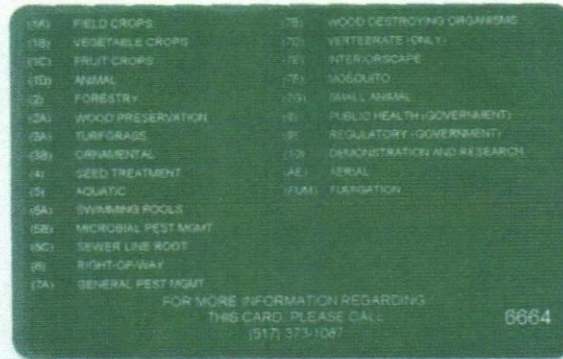 (1A) FIELD CROPS
(1B) VEGETABLE CROPS
(1C) FRUIT CROPS
(1D) ANIMAL
(2) FORESTRY
(2A) WOOD PRESERVATION
(3A) TURFGRASS
(3B) ORNAMENTAL
(4) SEED TREATMENT
(5) AQUATIC
(5A) SWIMMING POOLS
(5B) MICROBIAL PEST MGMT
(5C) SEWER LINE ROOT
(6) RIGHT-OF-WAY
(7A) GENERAL PEST MGMT
(7B) WOOD DESTROYING ORGANISMS
(7D) VERTEBRATE (ONLY)
(7E) INTERIORSCAPE
(7F) MOSQUITO
(7G) SMALL ANIMAL
(8) PUBLIC HEALTH (GOVERNMENT)
(9) REGULATORY (GOVERNMENT)
(10) DEMONSTRATION AND RESEARCH
(AE) AERIAL
(FUM) FUMIGATION
FOR MORE INFORMATION REGARDING
THIS CARD, PLEASE CALL
(517) 373-1087
6664